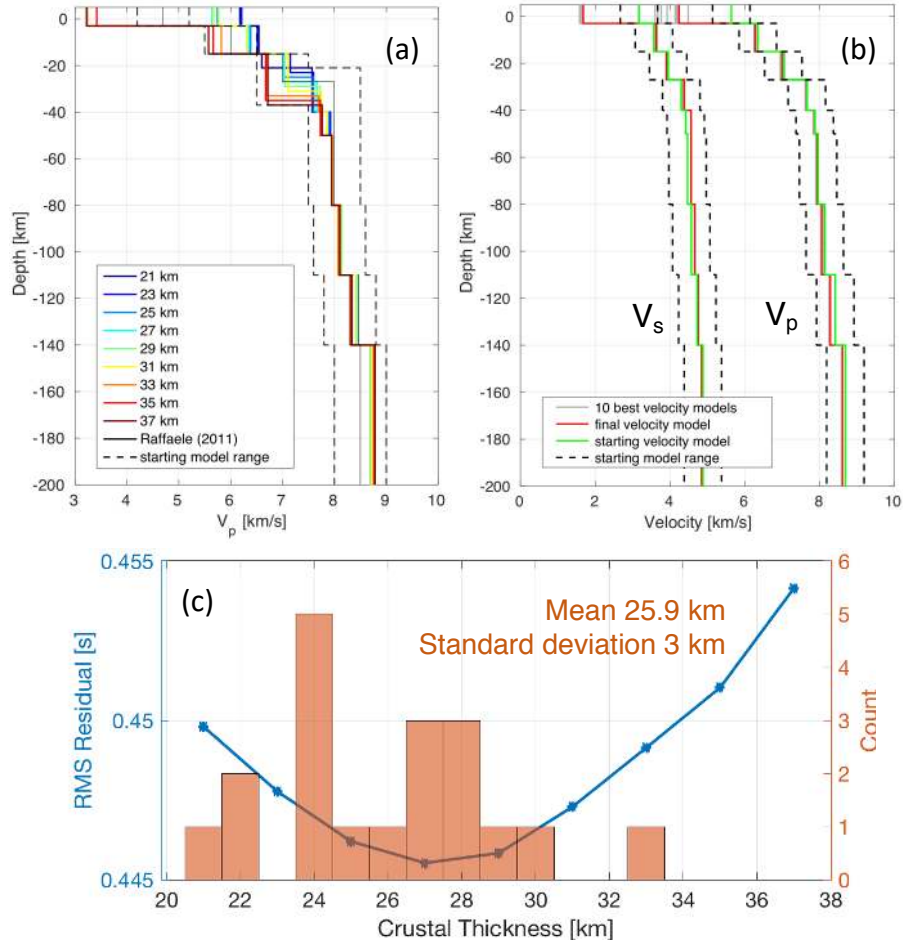 (a)
0
-20
-40
-60
-80
-100
-120
-140
-160
-180
-200
Depth [km]
21 km
23 km
25 km
27 km
29 km
31 km
33 km
35 km
37 km
Raffaele (2011)
starting model range
3 4 5 6 7 8 9 10
Vp [km/s]
(b)
0
-20
-40
-60
-80
-100
-120
-140
-160
-180
-200
Depth [km]
Vs
Vp
10 best velocity models
final velocity model
starting velocity model
starting model range
0 2 4 6 8 10
Velocity [km/s]
(c)
Mean 25.9 km
Standard deviation 3 km
0.455
0.45
0.445
RMS Residual [s]
6
5
4
3
2
1
0
Count
20 22 24 26 28 30 32 34 36 38
Crustal Thickness [km]